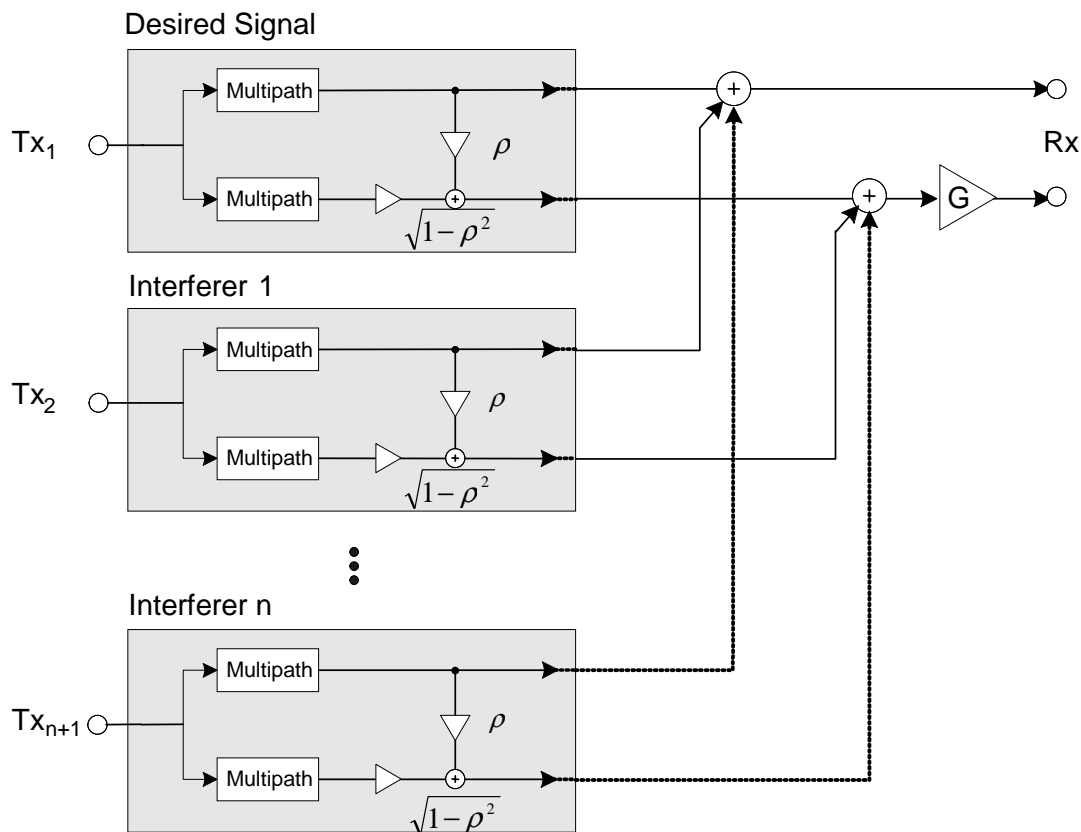 Desired Signal
Multipath
Tx₁
ρ
Rx
Multipath
√1−ρ²
G
Interferer 1
Multipath
Tx₂
ρ
Multipath
√1−ρ²
Interferer n
Multipath
Txₙ₊₁
ρ
Multipath
√1−ρ²